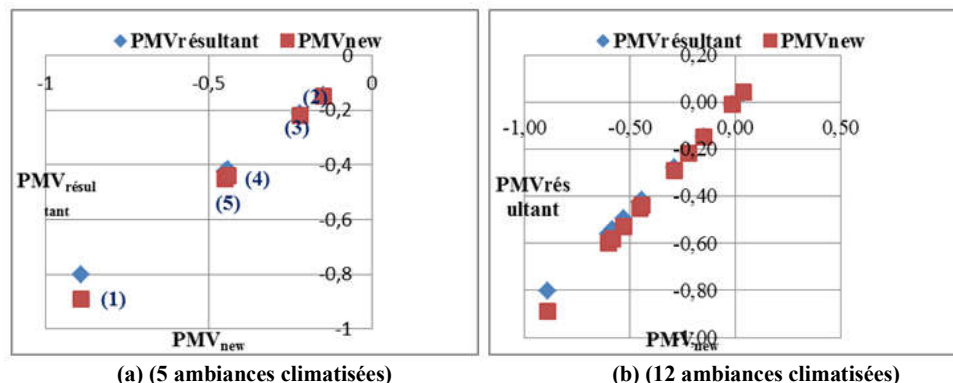 PMVrésultant PMVnew
-1 -0,5 0
(2) -0,2
(3)
-0,4
PMVrésul
tant
(4)
(5)
-0,6
-0,8
(1)
-1
PMVnew
(a) (5 ambiances climatisées)
PMVrésultant PMVnew
0,20
0,00
-1,00 -0,50 0,00 0,50
-0,20
PMVrés
ultant
-0,40
-0,60
-0,80
-1,00
PMVnew
(b) (12 ambiances climatisées)